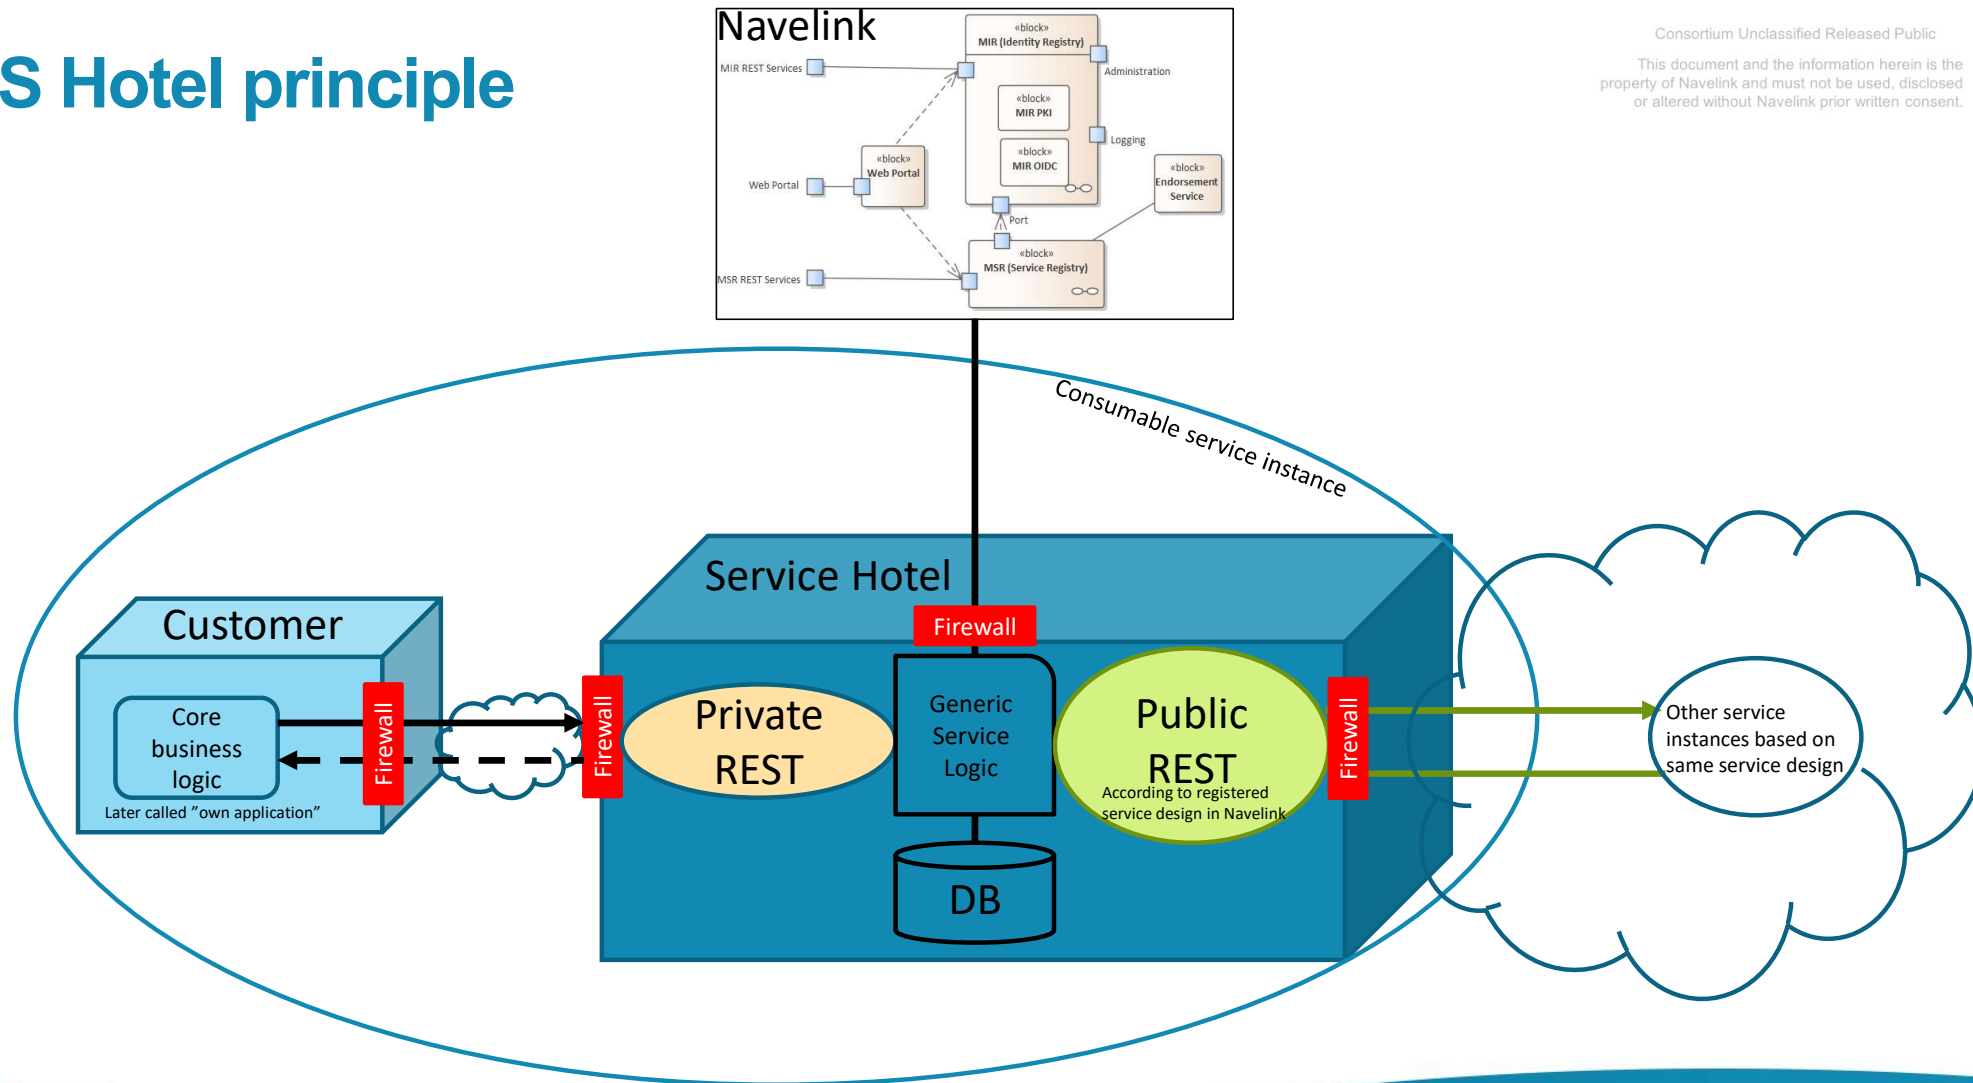 S Hotel principle
Navelink
Consortium Unclassified Released Public
This document and the information herein is the
property of Navelink and must not be used, disclosed
or altered without Navelink prior written consent.
«block»
MIR (Identity Registry)
MIR REST Services
Administration
«block»
MIR PKI
Logging
«block»
MIR OIDC
«block»
Web Portal
Web Portal
«block»
Endorsement
Service
Port
«block»
MSR (Service Registry)
MSR REST Services
Consumable service instance
Service Hotel
Customer
Firewall
Core
business
logic
Later called ”own application”
Firewall
Firewall
Private
REST
Generic
Service
Logic
Public
REST
According to registered
service design in Navelink
Firewall
Other service
instances based on
same service design
DB